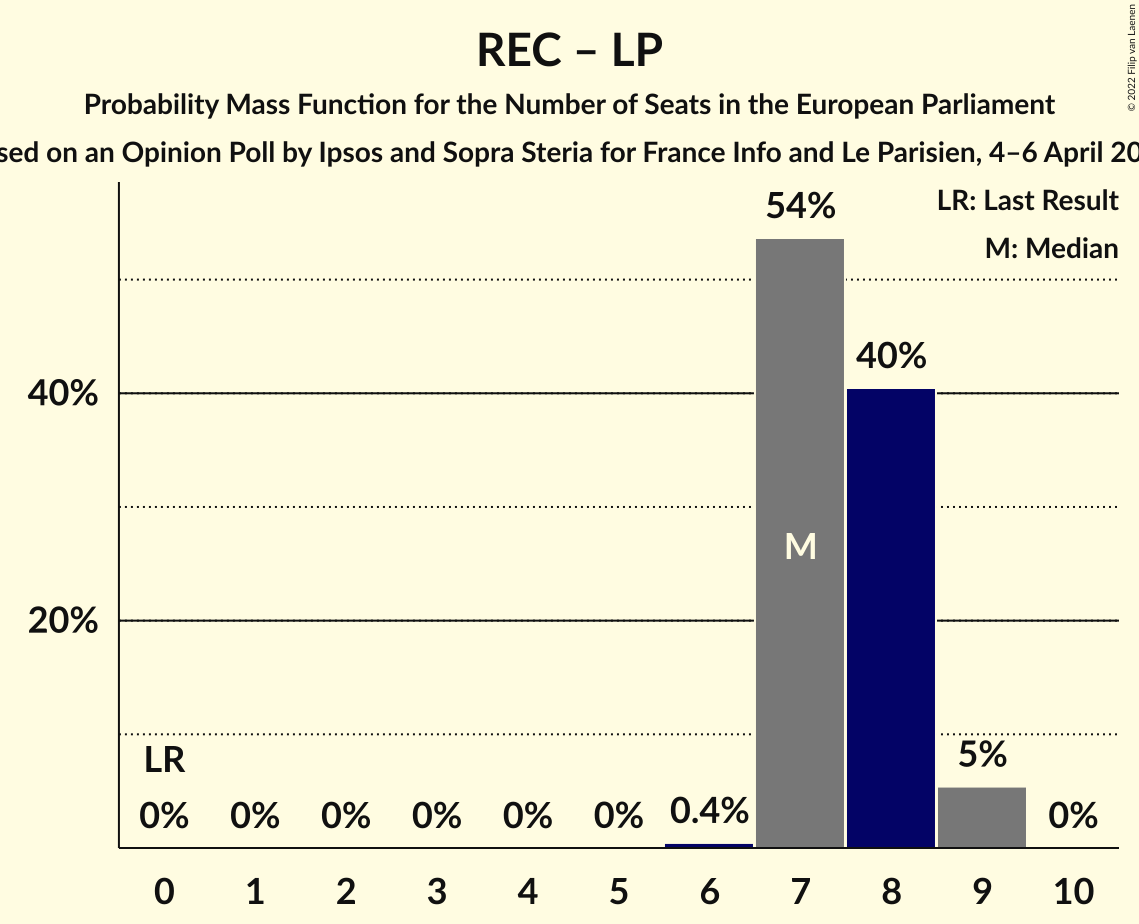 REC – LP
Probability Mass Function for the Number of Seats in the European Parliament
on an Opinion Poll by Ipsos and Sopra Steria for France Info and Le Parisien, 4–6 April
© 2022 Filip van Laenen
LR: Last Result
M: Median
54%
40%
40%
M
20%
LR
5%
0% 0% 0% 0% 0% 0% 0.4% 0%
0 1 2 3 4 5 6 7 8 9 10